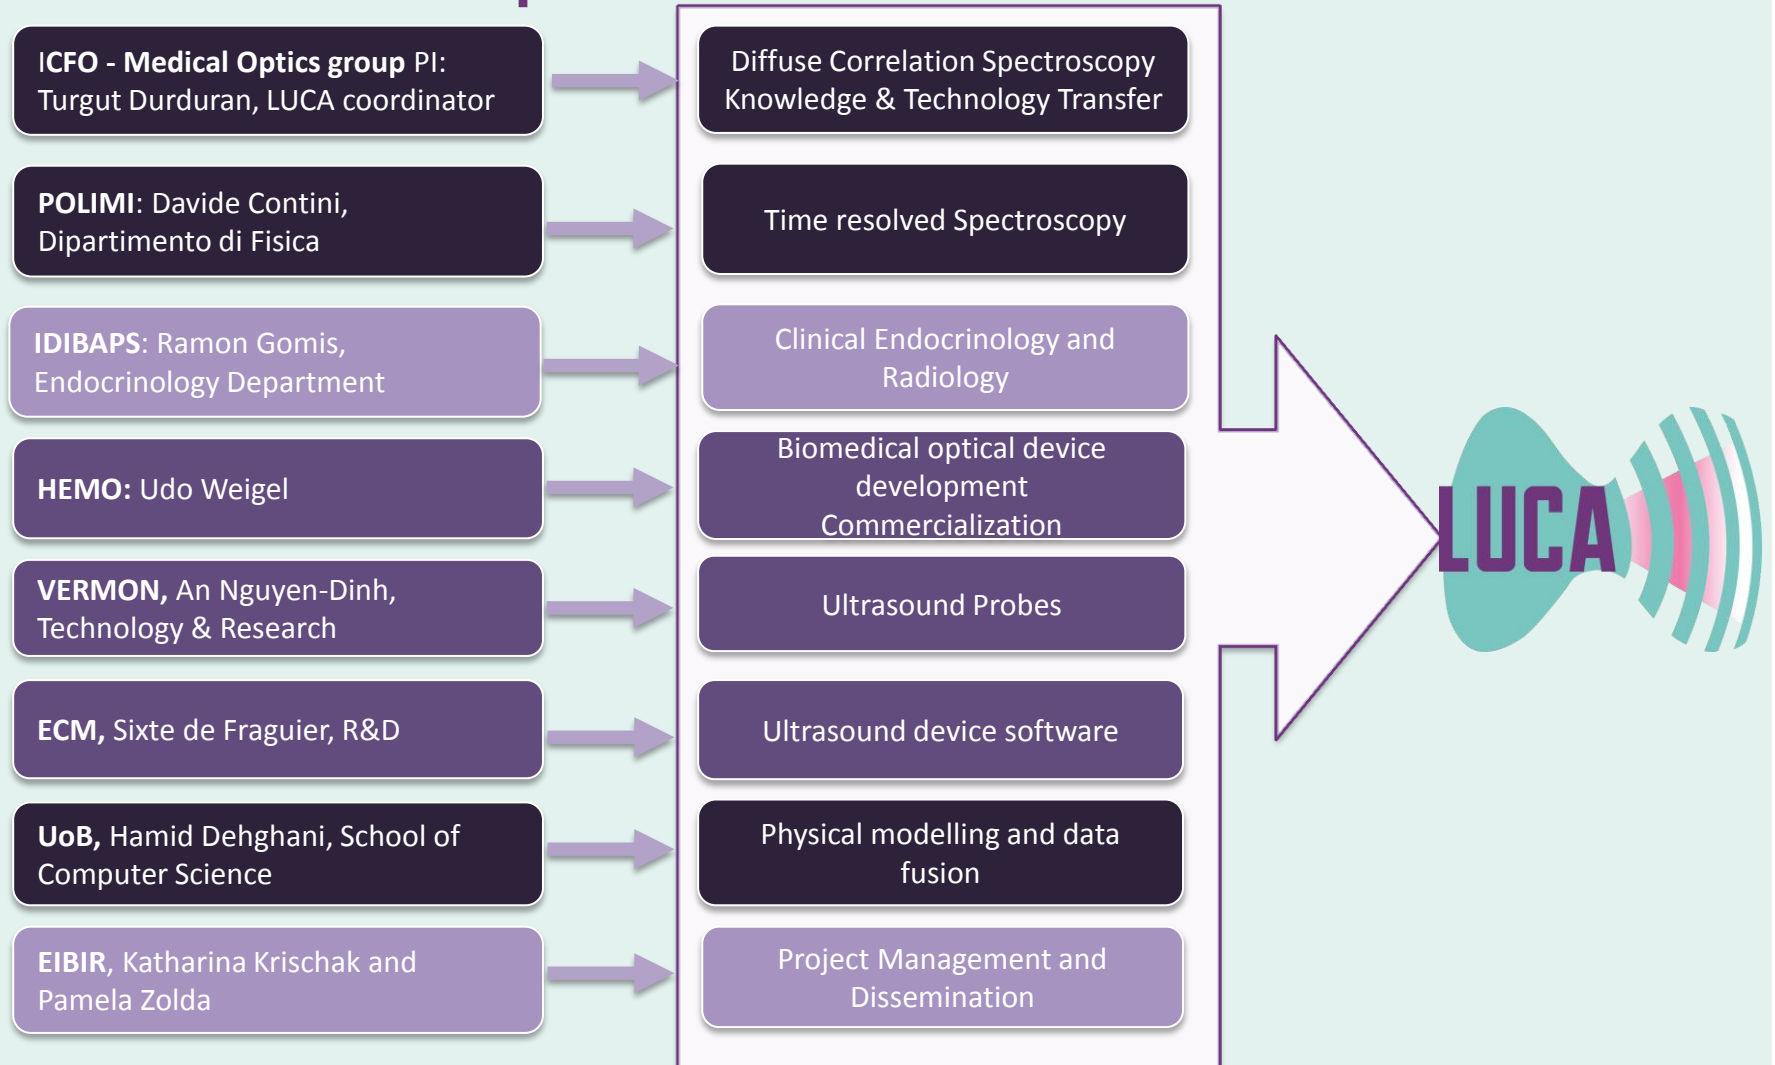 ICFO - Medical Optics group PI:
Turgut Durduran, LUCA coordinator
Diffuse Correlation Spectroscopy
Knowledge & Technology Transfer
POLIMI: Davide Contini,
Dipartimento di Fisica
Time resolved Spectroscopy
IDIBAPS: Ramon Gomis,
Endocrinology Department
Clinical Endocrinology and
Radiology
HEMO: Udo Weigel
Biomedical optical device
development
Commercialization
VERMON, An Nguyen-Dinh,
Technology & Research
Ultrasound Probes
ECM, Sixte de Fraguier, R&D
Ultrasound device software
UoB, Hamid Dehghani, School of
Computer Science
Physical modelling and data
fusion
EIBIR, Katharina Krischak and
Pamela Zolda
Project Management and
Dissemination
LUCA